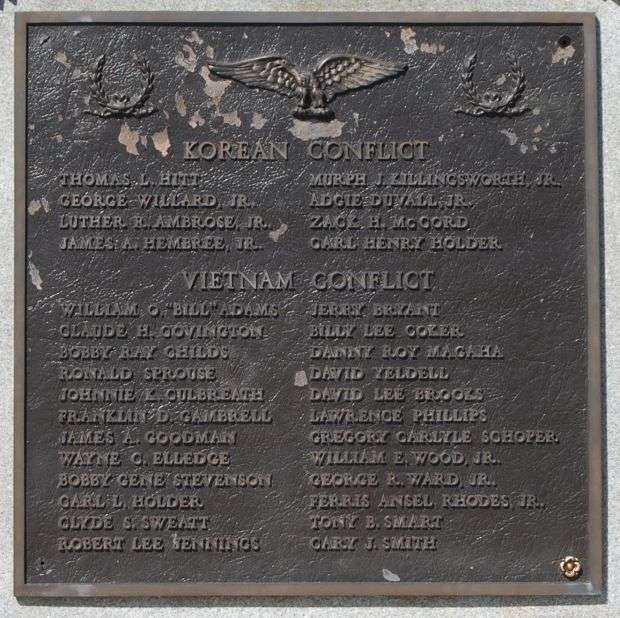 KOREAN CONFLICT
THOMAS L. HITT MURPH J. KILLINGSWORTH, JR.
GEORGE WILLARD, JR. ADGIE DUVALL, JR.
LUTHER R. AMBROSE, JR. ZACK H. McCORD
JAMES A. HEMBREE, JR. CARL HENRY HOLDER
VIETNAM CONFLICT
WILLIAM O. "BILL" ADAMS JERRY BRYANT
CLAUDE H. COVINGTON BILLY LEE COKER
BOBBY RAY CHILDS DANNY ROY MAGAHA
RONALD SPROUSE DAVID YELDELL
JOHNNIE K. CULBREATH DAVID LEE BROOKS
FRANKLIN D. GAMBRELL LAWRENCE PHILLIPS
JAMES A. GOODMAN GREGORY CARLYLE SCHOPER
WAYNE C. ELLEDGE WILLIAM E. WOOD, JR.
BOBBY GENE STEVENSON GEORGE R. WARD, JR.
CARL L. HOLDER FERRIS ANSEL RHODES, JR.
CLYDE S. SWEATT TONY B. SMART
ROBERT LEE JENNINGS GARY J. SMITH